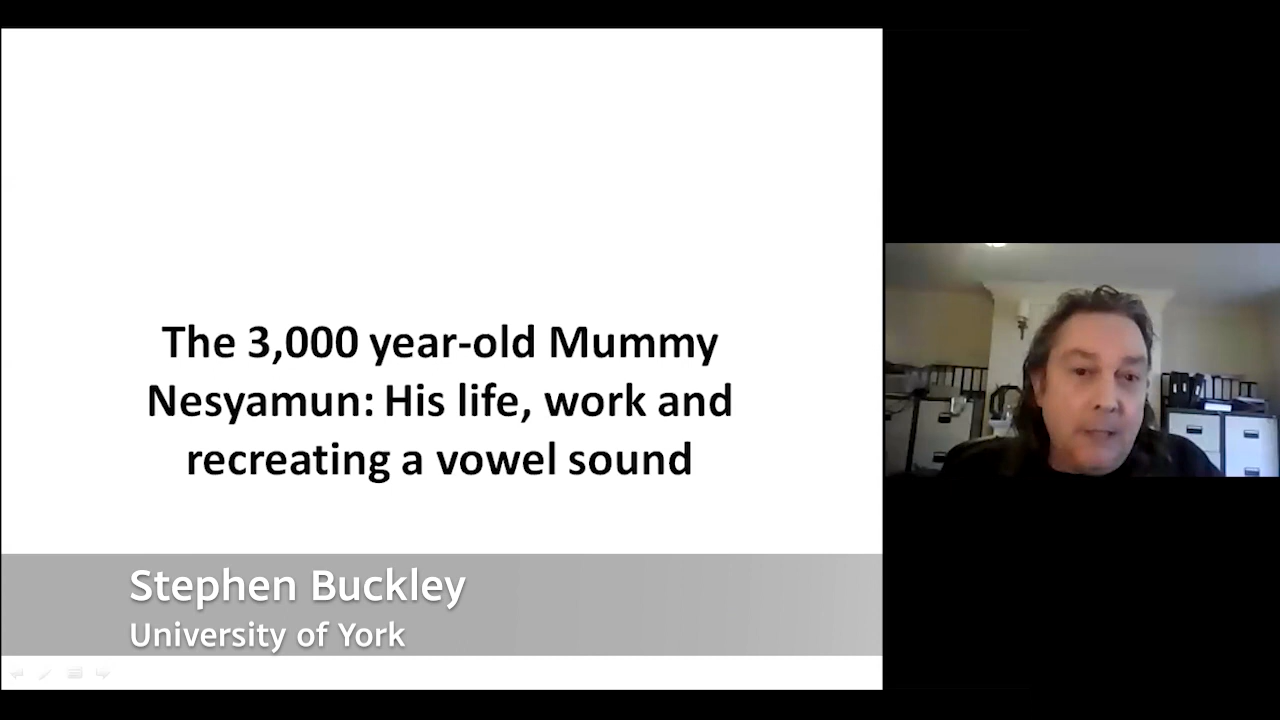 The 3,000 year-old Mummy
Nesyamun: His life, work and
recreating a vowel sound
Stephen Buckley
University of York